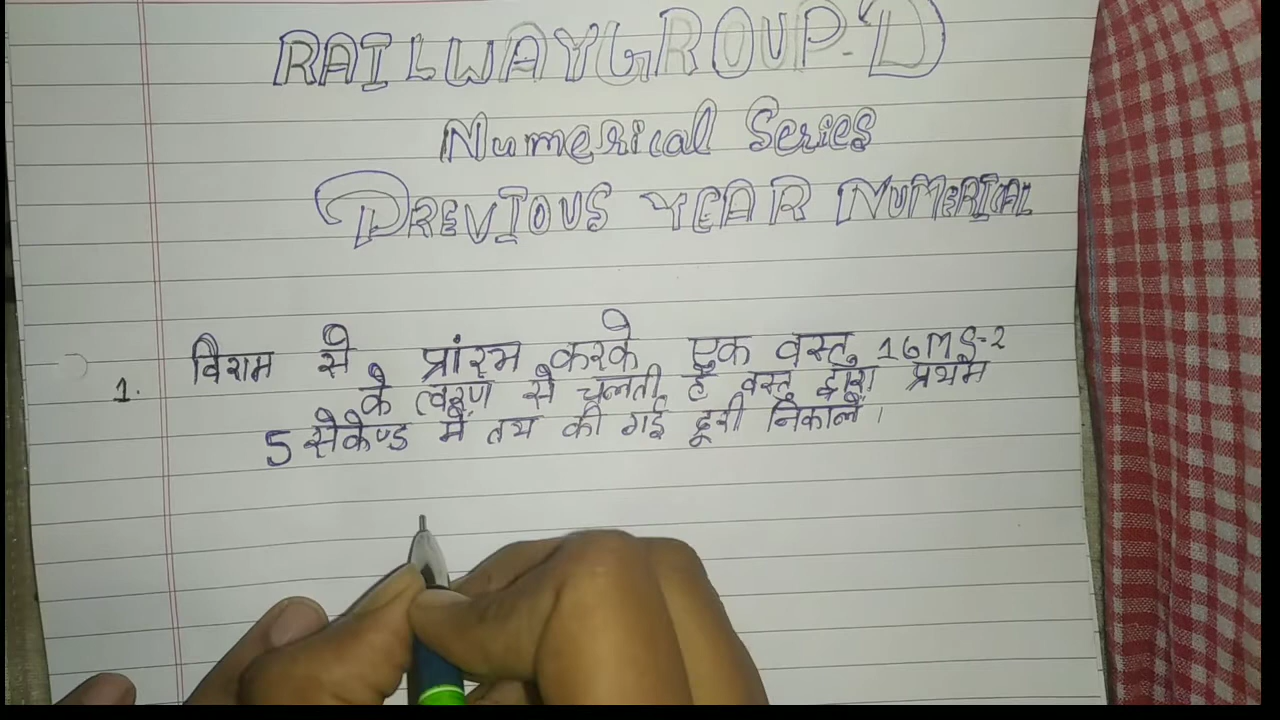 RAILWAY GROUP-D
Numerical Series
PREVIOUS YEAR NUMERICAL
1. विराम से प्रांरम करके एक वस्तु 16MS-2
के त्वरण से चलती है वस्तु द्वारा प्रथम
5 सेकेण्ड में तय की गई दूरी निकालें।